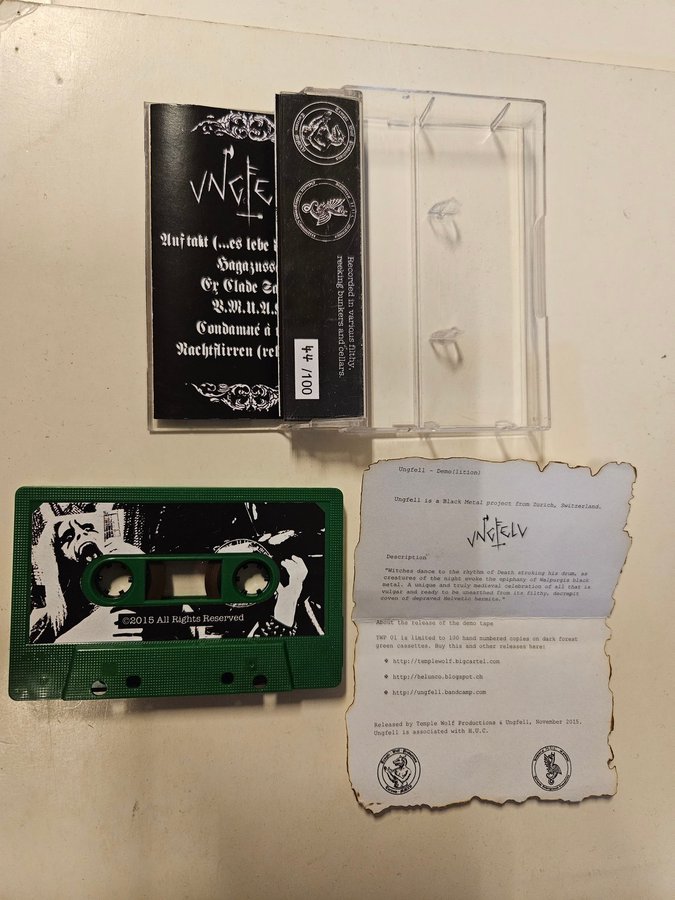 VNGFE
Auftakt (...es lebe
Hagazuss
Ex Clade Sa
V.M.U.A.
Condamné à
Nachtflirren (re
Recorded in various filthy,
reeking bunkers and cellars.
44/100
©2015 All Rights Reserved
Ungfell - Demo(lition)
Ungfell is a Black Metal project from Zurich, Switzerland.
VNGFELL
Description
"Witches dance to the rhythm of Death stroking his drum, as
creatures of the night evoke the epiphany of Walpurgis black
metal. A unique and truly medieval celebration of all that is
vulgar and ready to be unearthed from its filthy, decrepit
coven of depraved Helvetic hermits."
About the release of the demo tape
TWP 01 is limited to 100 hand numbered copies on dark forest
green cassettes. Buy this and other releases here:
❖ http://templewolf.bigcartel.com
❖ http://helunco.blogspot.ch
❖ http://ungfell.bandcamp.com
Released by Temple Wolf Productions & Ungfell, November 2015.
Ungfell is associated with H.U.C.